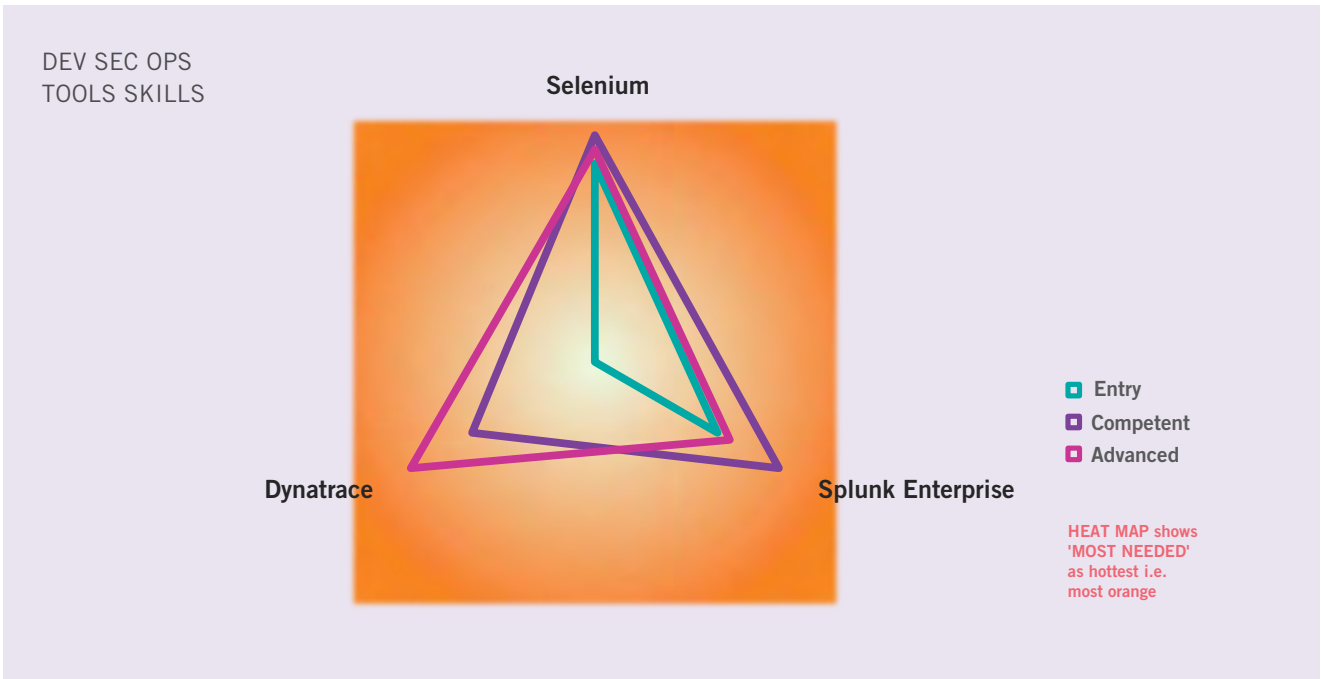 DEV SEC OPS
TOOLS SKILLS
Selenium
Dynatrace
Splunk Enterprise
Entry
Competent
Advanced
HEAT MAP shows
'MOST NEEDED'
as hottest i.e.
most orange